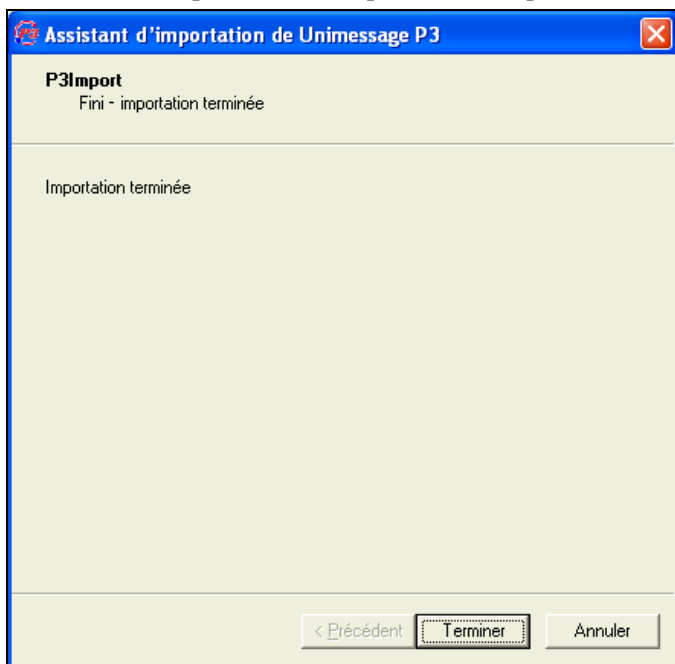 Assistant d'importation de Unimessage P3
P3Import
Fini - importation terminée
Importation terminée
< Précédent Terminer Annuler